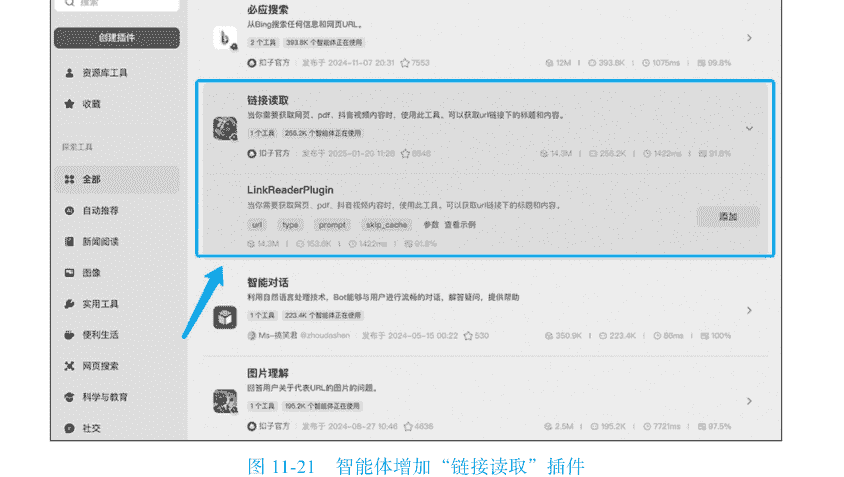 搜索
创建插件
资源库工具
收藏
探索工具
全部
自动推荐
新闻阅读
图像
实用工具
便利生活
网页搜索
科学与教育
社交
必应搜索
从Bing搜索任何信息和网页URL。
2 个工具 393.8K 个智能体正在使用
扣子官方 发布于 2024-11-07 20:31 7553
12M 393.8K 1075ms 99.8%
链接读取
当你需要获取网页、pdf、抖音视频内容时，使用此工具。可以获取url链接下的标题和内容。
1 个工具 256.2K 个智能体正在使用
扣子官方 发布于 2025-01-20 11:28
14.3M 256.2K 1422ms 91.8%
LinkReaderPlugin
当你需要获取网页、pdf、抖音视频内容时，使用此工具。可以获取url链接下的标题和内容。
url type prompt skip_cache 参数 查看示例
添加
14.3M 153.8K 1422ms 91.8%
智能对话
利用自然语言处理技术，Bot能够与用户进行流畅的对话，解答疑问，提供帮助
1 个工具 223.4K 个智能体正在使用
Ms-搞笑君 @zhoudashen 发布于 2024-05-15 00:22 530
350.9K 223.4K 86ms 100%
图片理解
回答用户关于代表URL的图片的问题。
1 个工具 195.2K 个智能体正在使用
扣子官方 发布于 2024-08-27 10:46 4636
2.5M 195.2K 7721ms 97.5%
图 11-21 智能体增加“链接读取”插件